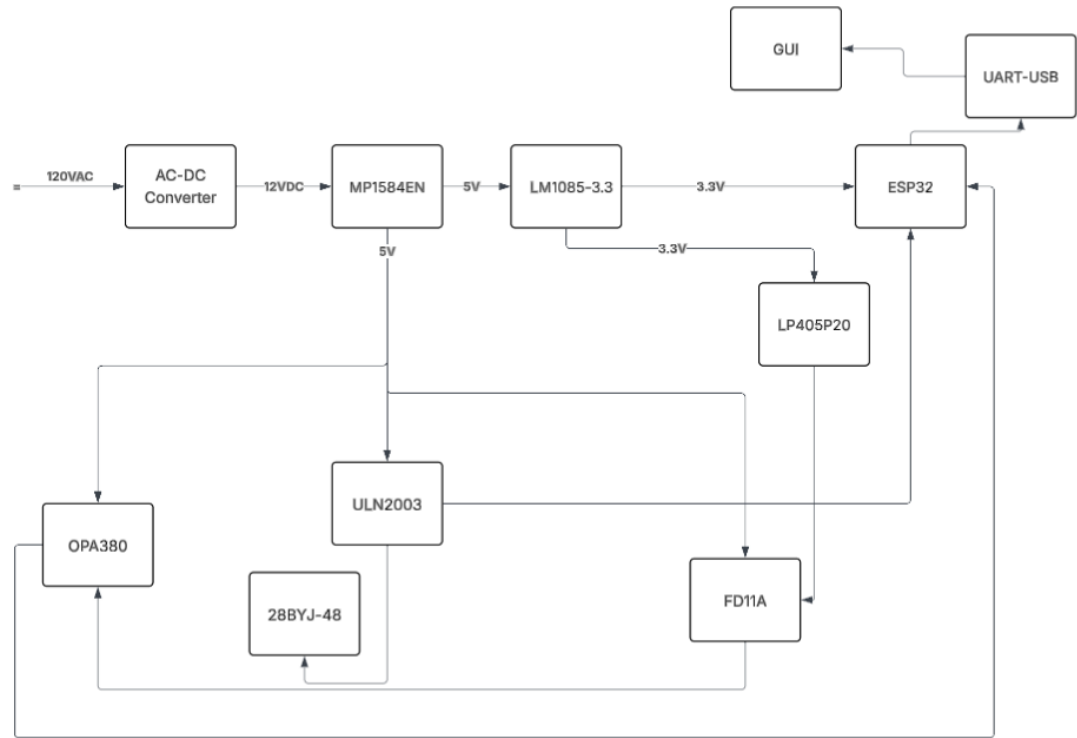 GUI
UART-USB
120VAC
AC-DC
Converter
12VDC
MP1584EN
5V
LM1085-3.3
3.3V
ESP32
5V
3.3V
LP405P20
ULN2003
OPA380
28BYJ-48
FD11A